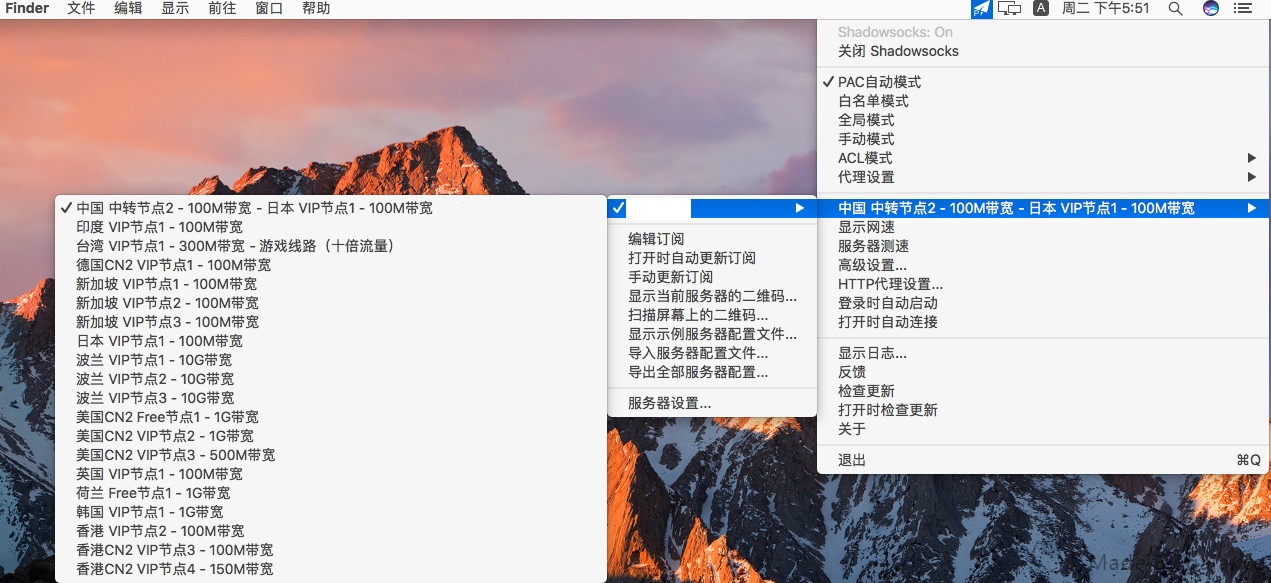 Finder 文件 编辑 显示 前往 窗口 帮助 A 周二 下午5:51
Shadowsocks: On
关闭 Shadowsocks
PAC自动模式
白名单模式
全局模式
手动模式
ACL模式
代理设置
中国 中转节点2 - 100M带宽 - 日本 VIP节点1 - 100M带宽
显示网速
服务器测速
高级设置...
HTTP代理设置...
登录时自动启动
打开时自动连接
显示日志...
反馈
检查更新
打开时检查更新
关于
退出 ⌘Q
编辑订阅
打开时自动更新订阅
手动更新订阅
显示当前服务器的二维码...
扫描屏幕上的二维码...
显示示例服务器配置文件...
导入服务器配置文件...
导出全部服务器配置...
服务器设置...
中国 中转节点2 - 100M带宽 - 日本 VIP节点1 - 100M带宽
印度 VIP节点1 - 100M带宽
台湾 VIP节点1 - 300M带宽 - 游戏线路（十倍流量）
德国CN2 VIP节点1 - 100M带宽
新加坡 VIP节点1 - 100M带宽
新加坡 VIP节点2 - 100M带宽
新加坡 VIP节点3 - 100M带宽
日本 VIP节点1 - 100M带宽
波兰 VIP节点1 - 10G带宽
波兰 VIP节点2 - 10G带宽
波兰 VIP节点3 - 10G带宽
美国CN2 Free节点1 - 1G带宽
美国CN2 VIP节点2 - 1G带宽
美国CN2 VIP节点3 - 500M带宽
英国 VIP节点1 - 100M带宽
荷兰 Free节点1 - 1G带宽
韩国 VIP节点1 - 1G带宽
香港 VIP节点2 - 100M带宽
香港CN2 VIP节点3 - 100M带宽
香港CN2 VIP节点4 - 150M带宽